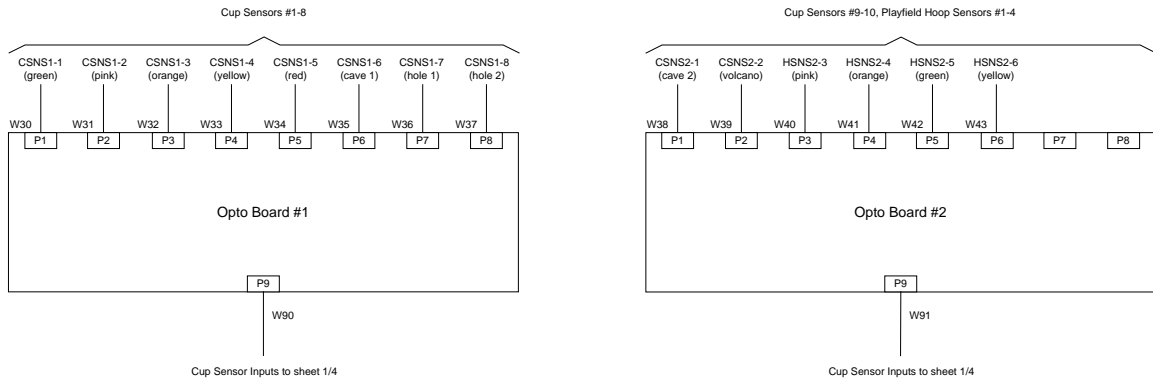 Cup Sensors #1-8
CSNS1-1 CSNS1-2 CSNS1-3 CSNS1-4 CSNS1-5 CSNS1-6 CSNS1-7 CSNS1-8
(green) (pink) (orange) (yellow) (red) (cave 1) (hole 1) (hole 2)
W30 W31 W32 W33 W34 W35 W36 W37
P1 P2 P3 P4 P5 P6 P7 P8
Opto Board #1
P9
W90
Cup Sensor Inputs to sheet 1/4
Cup Sensors #9-10, Playfield Hoop Sensors #1-4
CSNS2-1 CSNS2-2 HSNS2-3 HSNS2-4 HSNS2-5 HSNS2-6
(cave 2) (volcano) (pink) (orange) (green) (yellow)
W38 W39 W40 W41 W42 W43
P1 P2 P3 P4 P5 P6 P7 P8
Opto Board #2
P9
W91
Cup Sensor Inputs to sheet 1/4